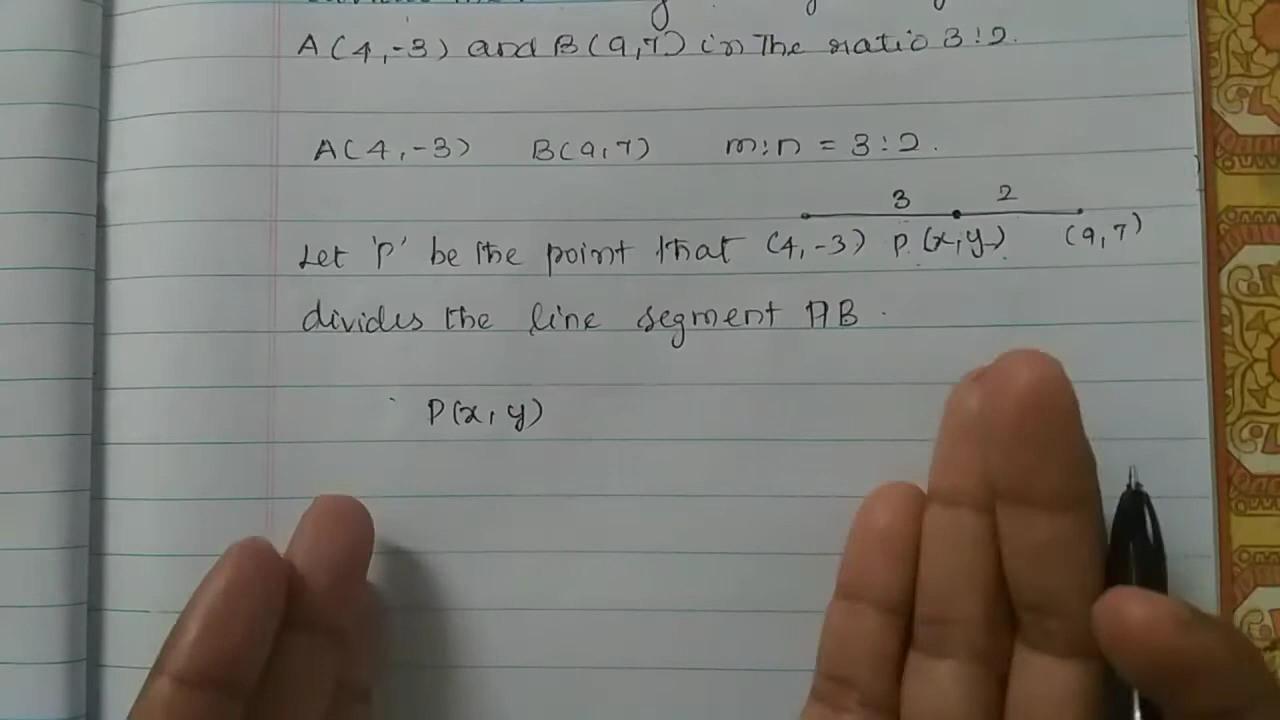 A(4,-3) and B(9,7) in The ratio 3:2.
A(4,-3) B(9,7) m:n = 3:2.
3 2
Let 'P' be the point that (4,-3) P(x,y) (9,7)
divides the line segment AB.
P(x,y)